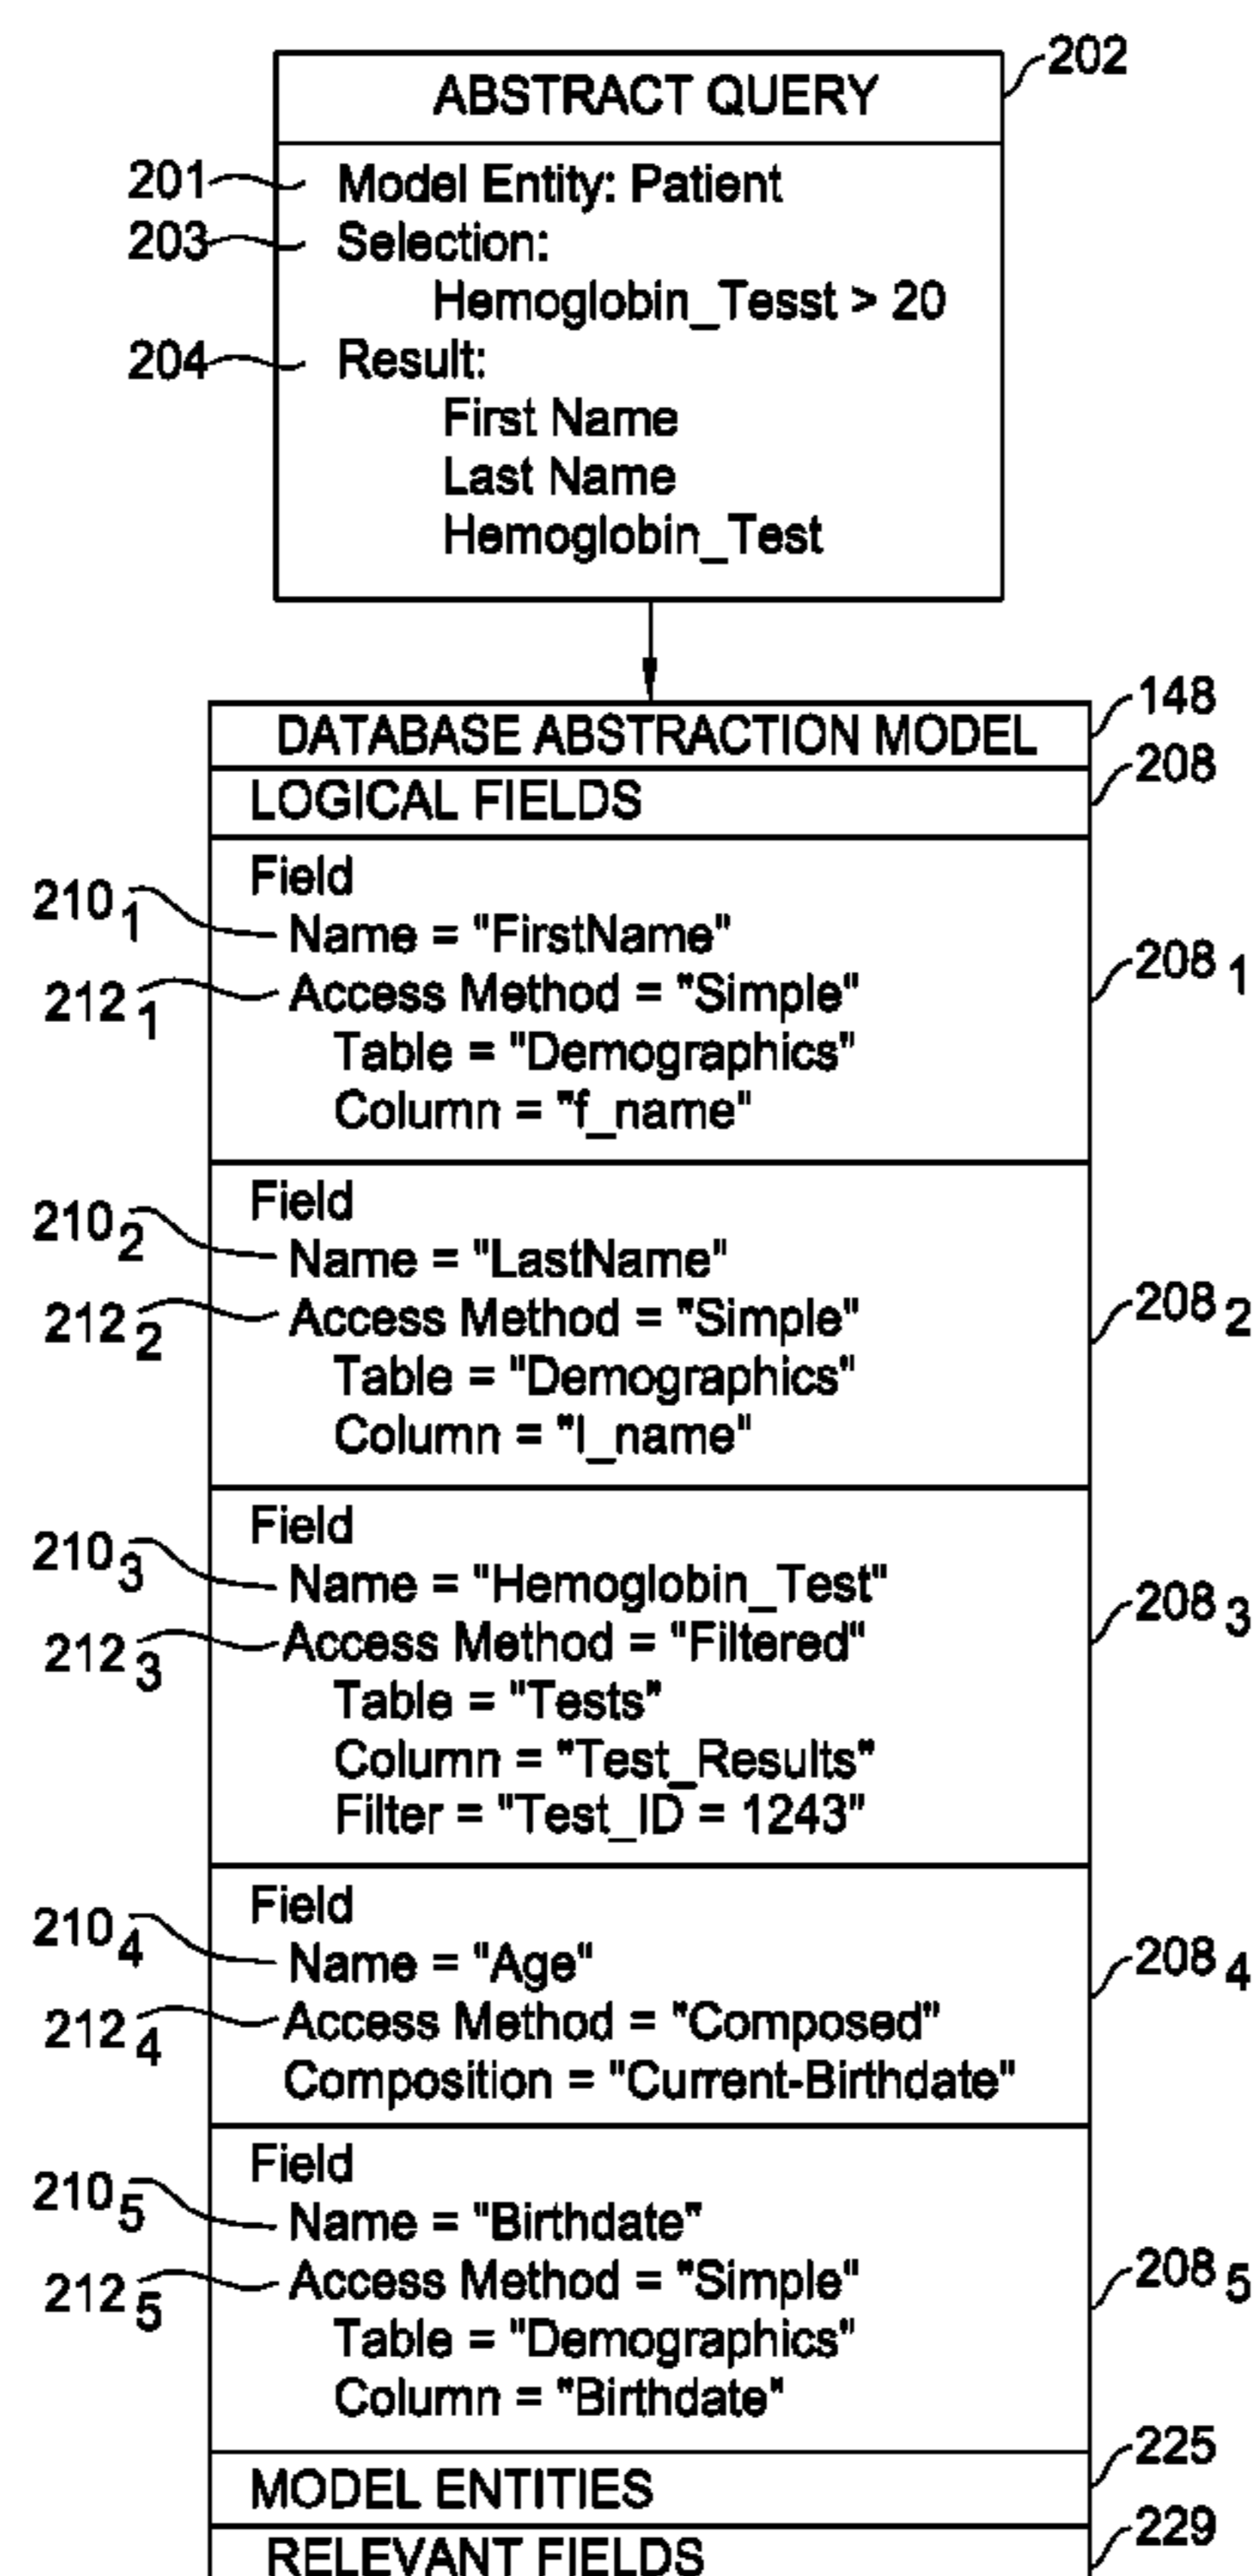 202
ABSTRACT QUERY
201 Model Entity: Patient
203 Selection:
Hemoglobin_Tesst > 20
204 Result:
First Name
Last Name
Hemoglobin_Test
DATABASE ABSTRACTION MODEL 148
LOGICAL FIELDS 208
Field
210 1 Name = "FirstName" 208 1
212 1 Access Method = "Simple"
Table = "Demographics"
Column = "f_name"
Field
210 2 Name = "LastName"
212 2 Access Method = "Simple" 208 2
Table = "Demographics"
Column = "l_name"
Field
210 3 Name = "Hemoglobin_Test" 208 3
212 3 Access Method = "Filtered"
Table = "Tests"
Column = "Test_Results"
Filter = "Test_ID = 1243"
Field
210 4 Name = "Age" 208 4
212 4 Access Method = "Composed"
Composition = "Current-Birthdate"
Field
210 5 Name = "Birthdate"
212 5 Access Method = "Simple" 208 5
Table = "Demographics"
Column = "Birthdate"
MODEL ENTITIES 225
RELEVANT FIELDS 229